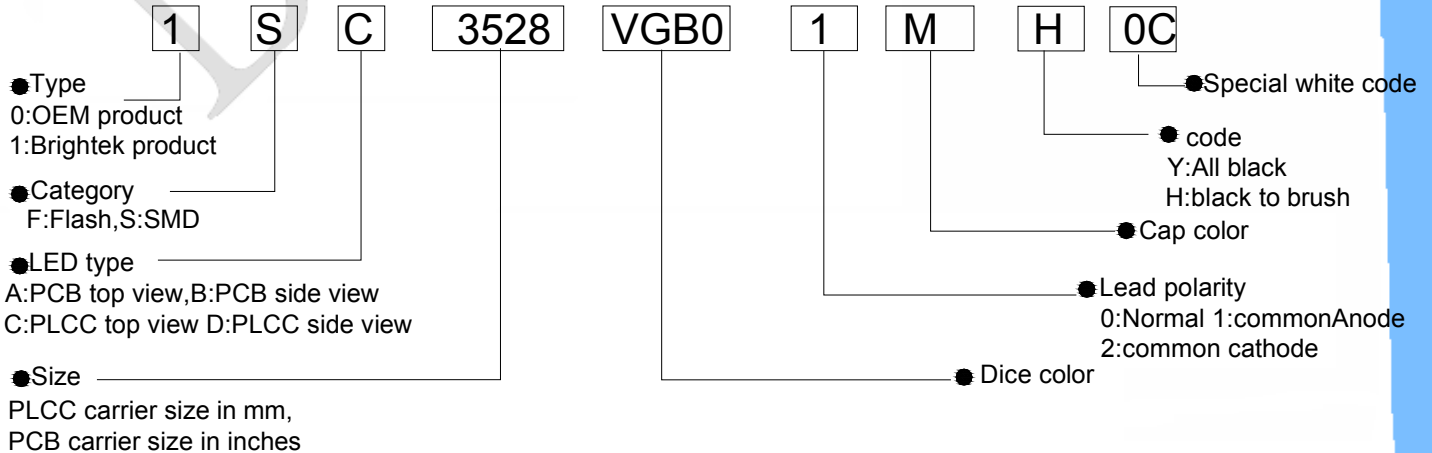 1 S C 3528 VGB0 1 M H 0C
●Type
0:OEM product
1:Brightek product
●Category
F:Flash,S:SMD
●LED type
A:PCB top view,B:PCB side view
C:PLCC top view D:PLCC side view
●Size
PLCC carrier size in mm,
PCB carrier size in inches
●Special white code
● code
Y:All black
H:black to brush
●Cap color
●Lead polarity
0:Normal 1:commonAnode
2:common cathode
● Dice color